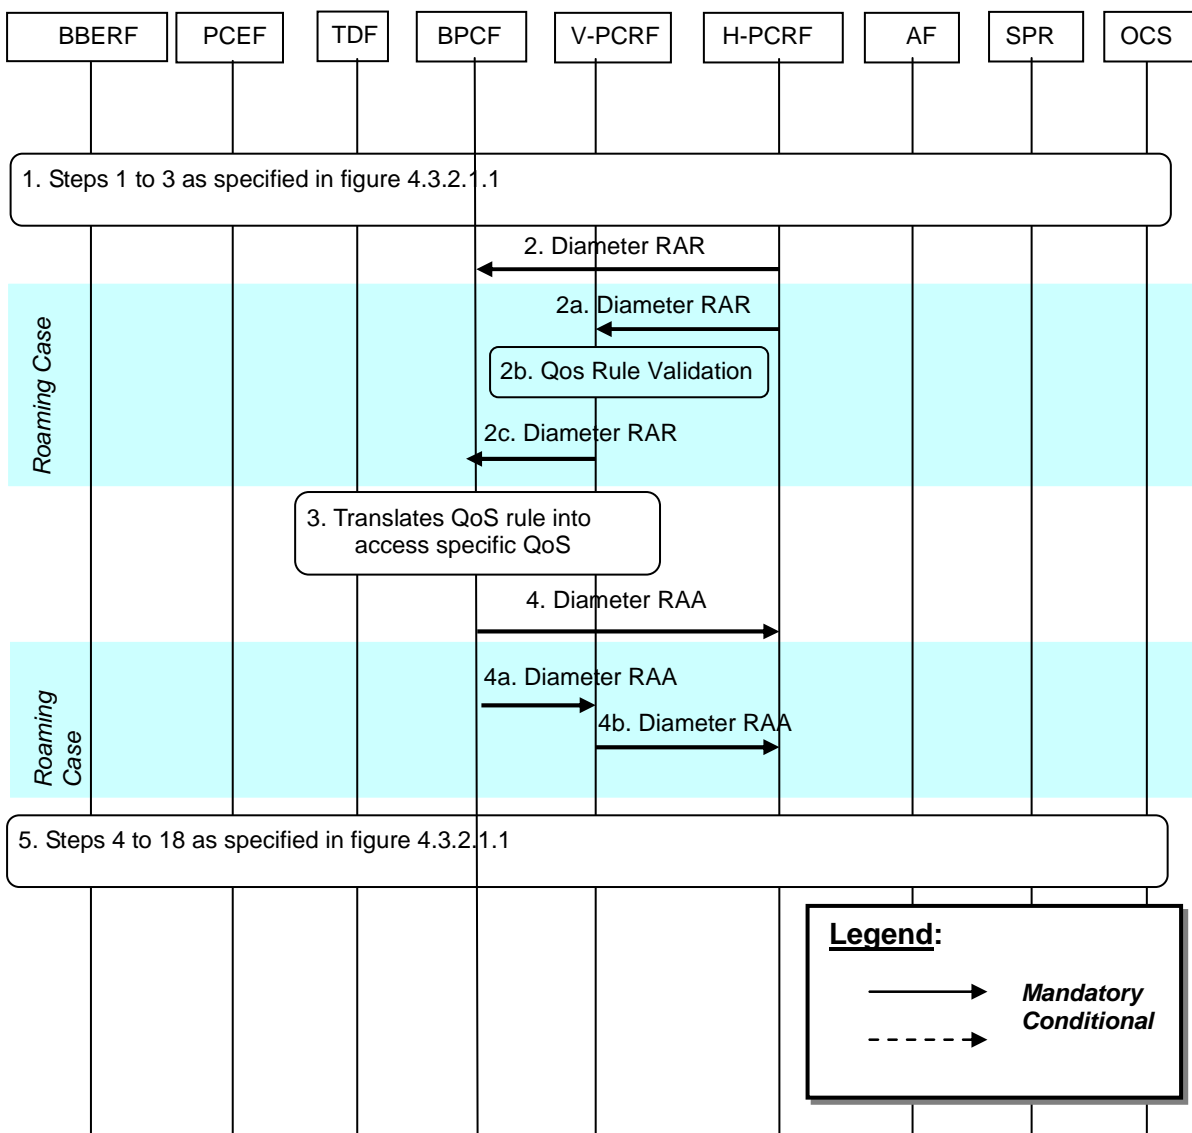 BBERF PCEF TDF BPCF V-PCRF H-PCRF AF SPR OCS
1. Steps 1 to 3 as specified in figure 4.3.2.1.1
2. Diameter RAR
Roaming Case
2a. Diameter RAR
2b. Qos Rule Validation
2c. Diameter RAR
3. Translates QoS rule into
access specific QoS
4. Diameter RAA
Roaming
Case
4a. Diameter RAA
4b. Diameter RAA
5. Steps 4 to 18 as specified in figure 4.3.2.1.1
Legend:
Mandatory
Conditional